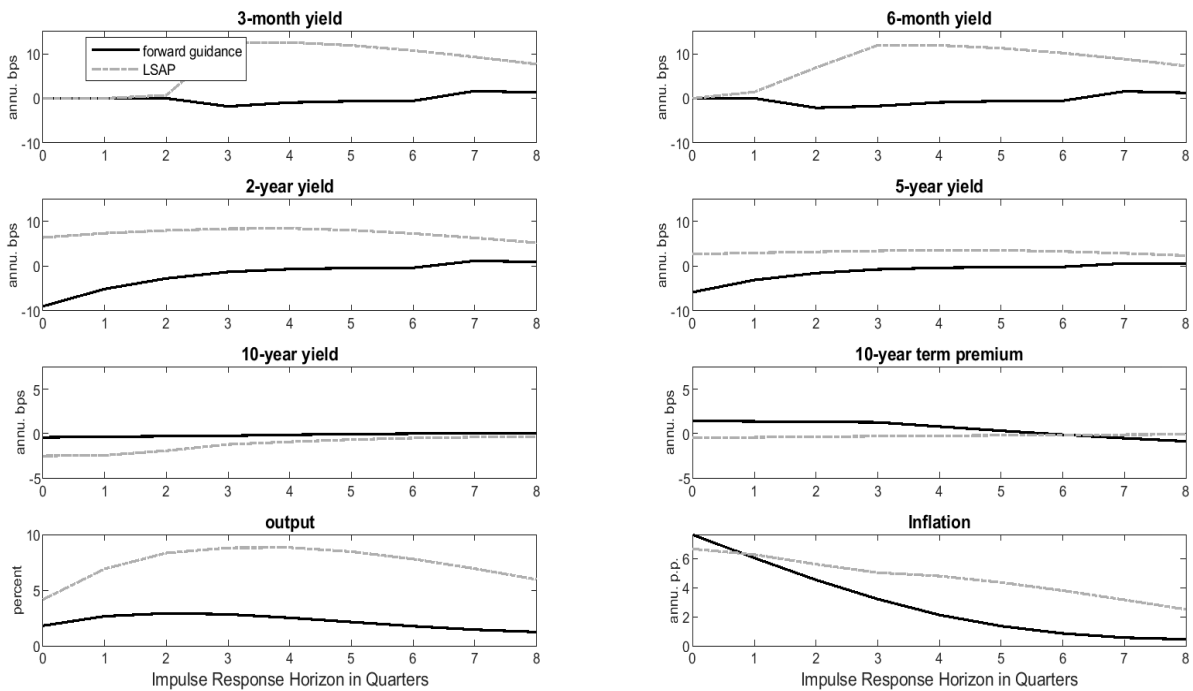 3-month yield
annu. bps
10
0
-10
forward guidance
LSAP
0 1 2 3 4 5 6 7 8
6-month yield
annu. bps
10
0
-10
0 1 2 3 4 5 6 7 8
2-year yield
annu. bps
10
0
-10
0 1 2 3 4 5 6 7 8
5-year yield
annu. bps
10
0
-10
0 1 2 3 4 5 6 7 8
10-year yield
annu. bps
5
0
-5
0 1 2 3 4 5 6 7 8
10-year term premium
annu. bps
5
0
-5
0 1 2 3 4 5 6 7 8
output
percent
10
5
0
0 1 2 3 4 5 6 7 8
Impulse Response Horizon in Quarters
Inflation
annu. p.p.
6
4
2
0
0 1 2 3 4 5 6 7 8
Impulse Response Horizon in Quarters